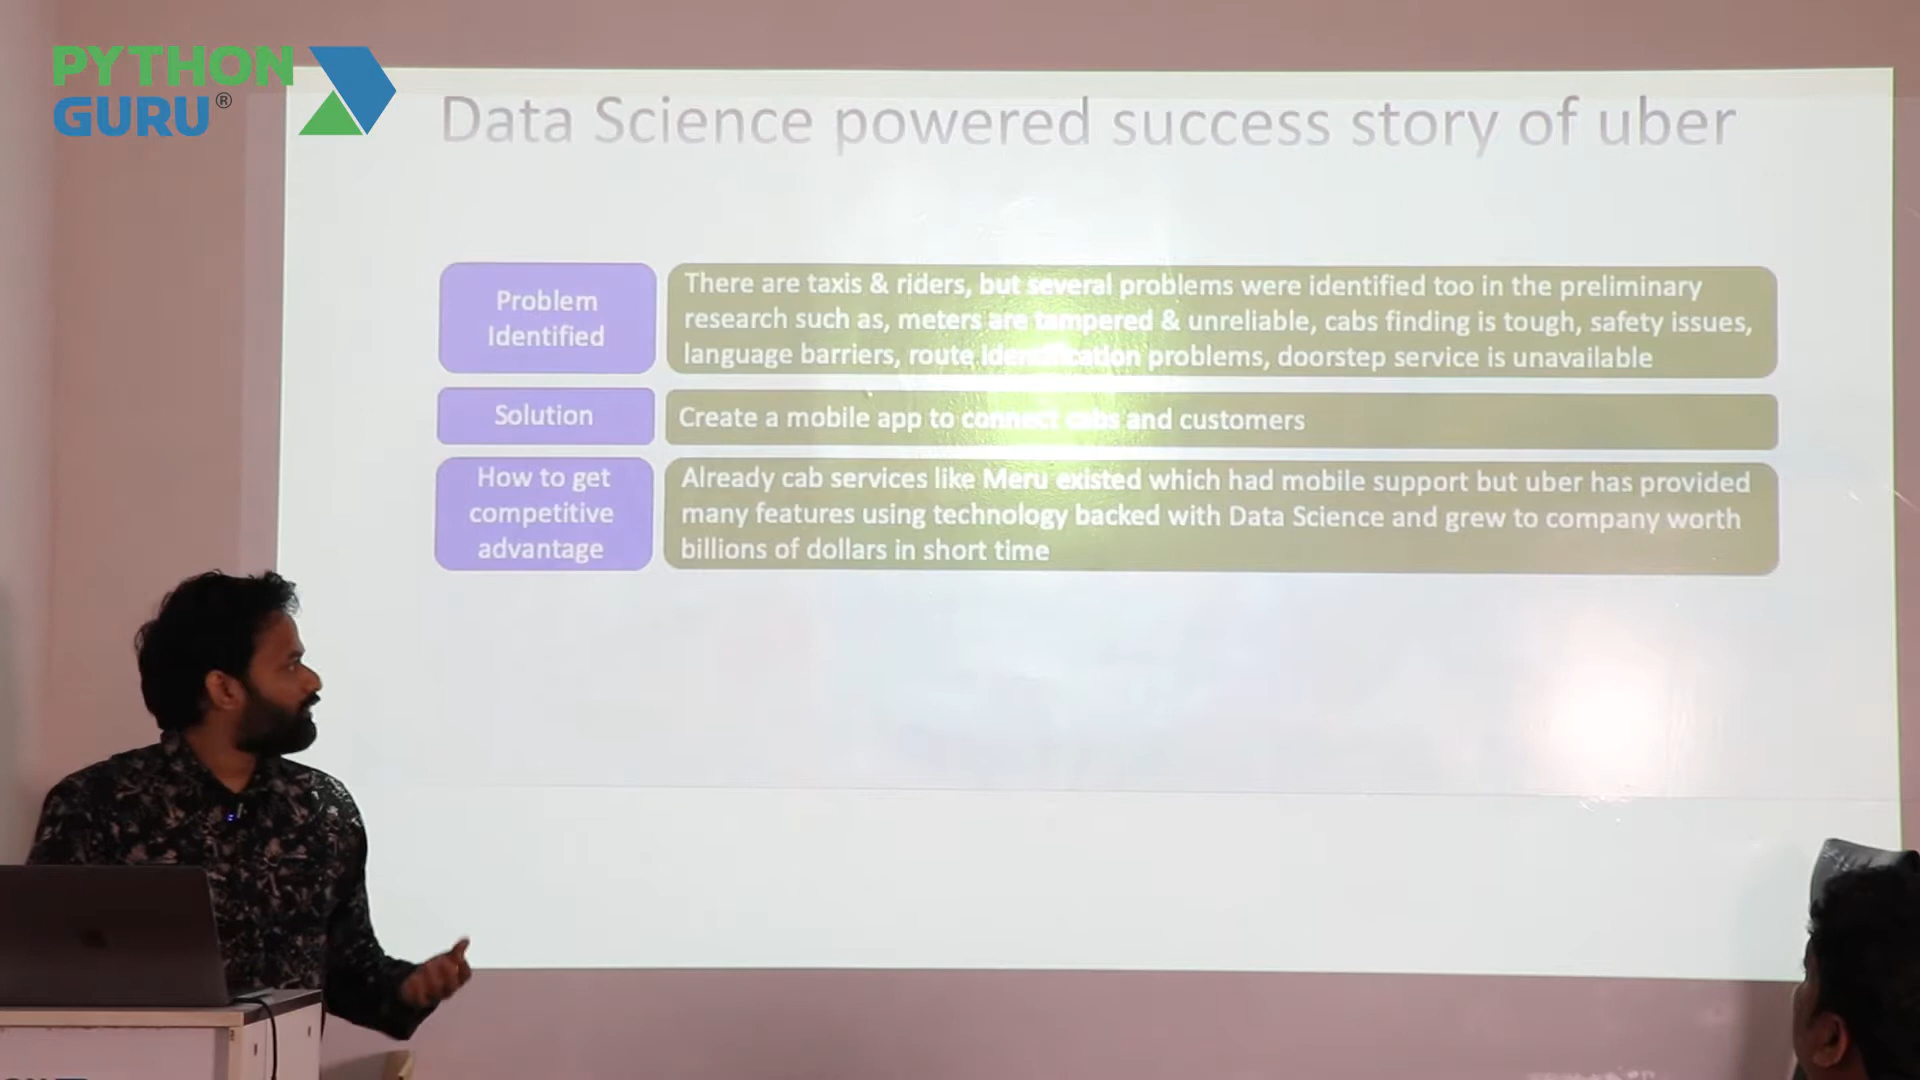 PYTHON
GURU®
Data Science powered success story of uber
Problem
Identified
There are taxis & riders, but several problems were identified too in the preliminary
research such as, meters are tampered & unreliable, cabs finding is tough, safety issues,
language barriers, route identification problems, doorstep service is unavailable
Solution
Create a mobile app to connect cabs and customers
How to get
competitive
advantage
Already cab services like Meru existed which had mobile support but uber has provided
many features using technology backed with Data Science and grew to company worth
billions of dollars in short time